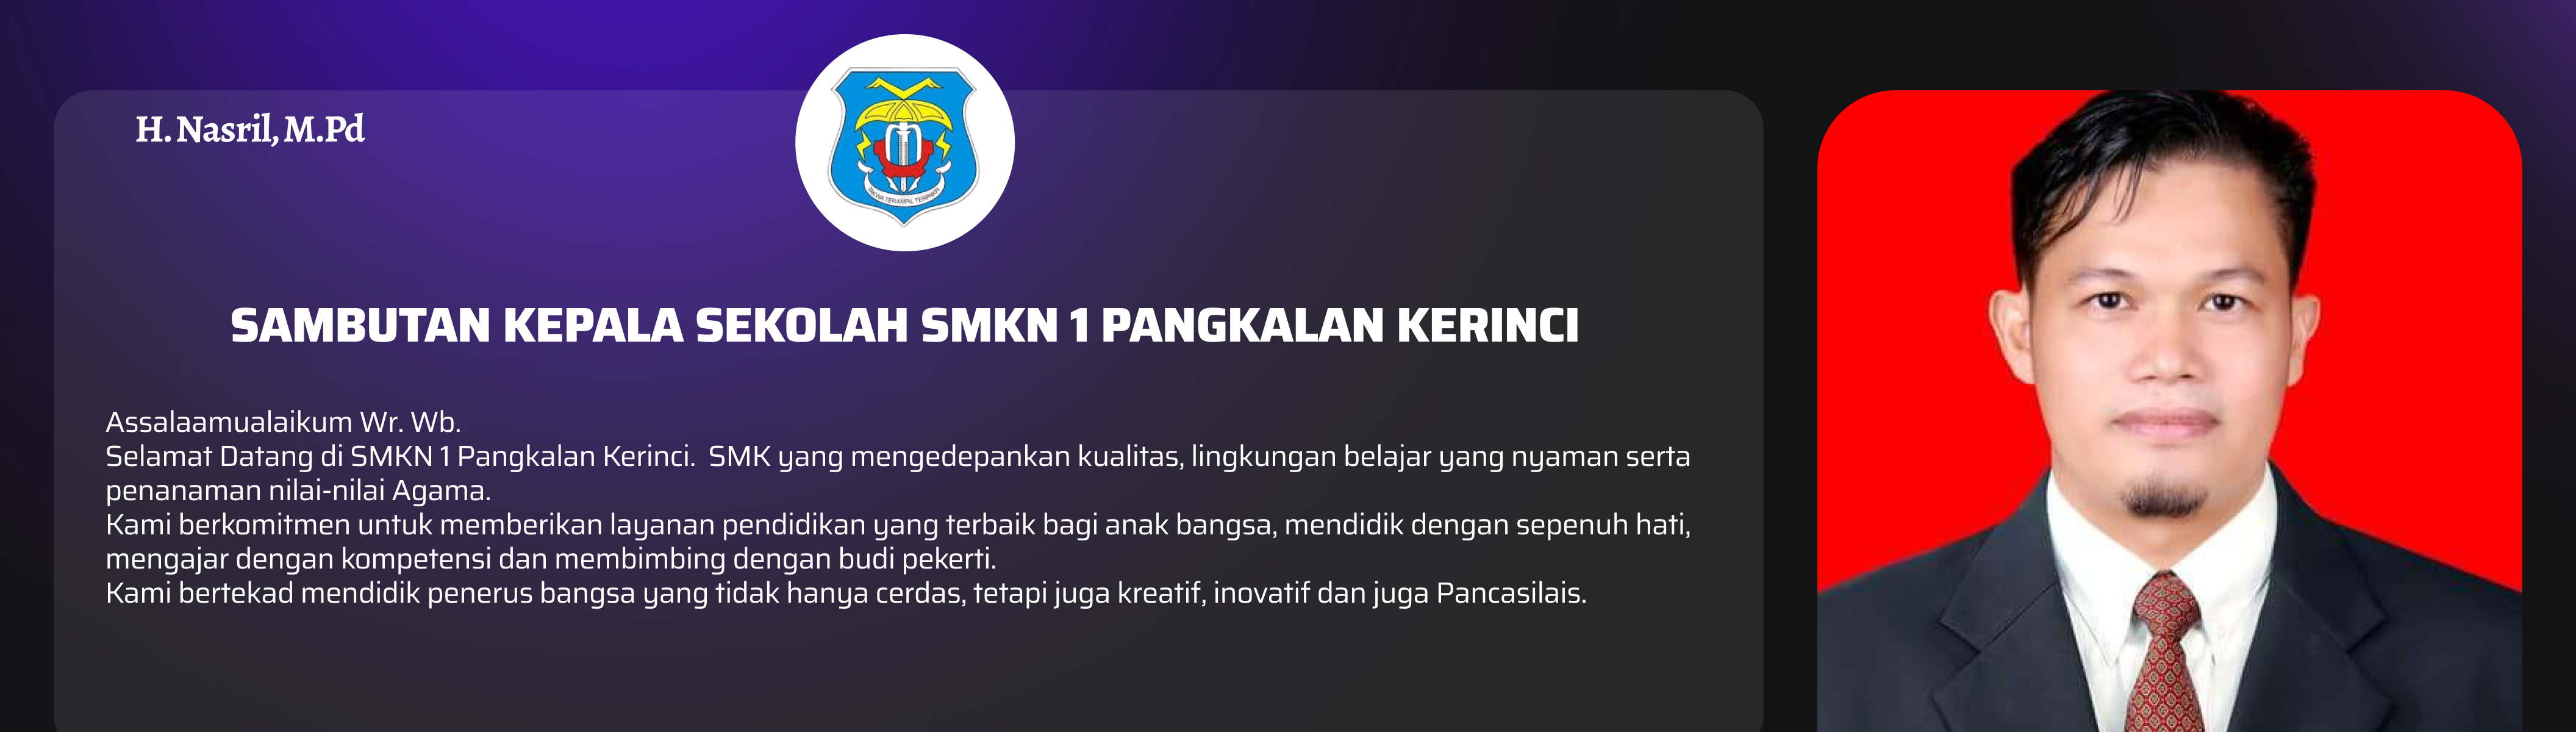 H. Nasril, M.Pd
TERAMPIL
SAMBUTAN KEPALA SEKOLAH SMKN 1 PANGKALAN KERINCI
Assalaamualaikum Wr. Wb.
Selamat Datang di SMKN 1 Pangkalan Kerinci.  SMK yang mengedepankan kualitas, lingkungan belajar yang nyaman serta
penanaman nilai-nilai Agama.
Kami berkomitmen untuk memberikan layanan pendidikan yang terbaik bagi anak bangsa, mendidik dengan sepenuh hati,
mengajar dengan kompetensi dan membimbing dengan budi pekerti.
Kami bertekad mendidik penerus bangsa yang tidak hanya cerdas, tetapi juga kreatif, inovatif dan juga Pancasilais.